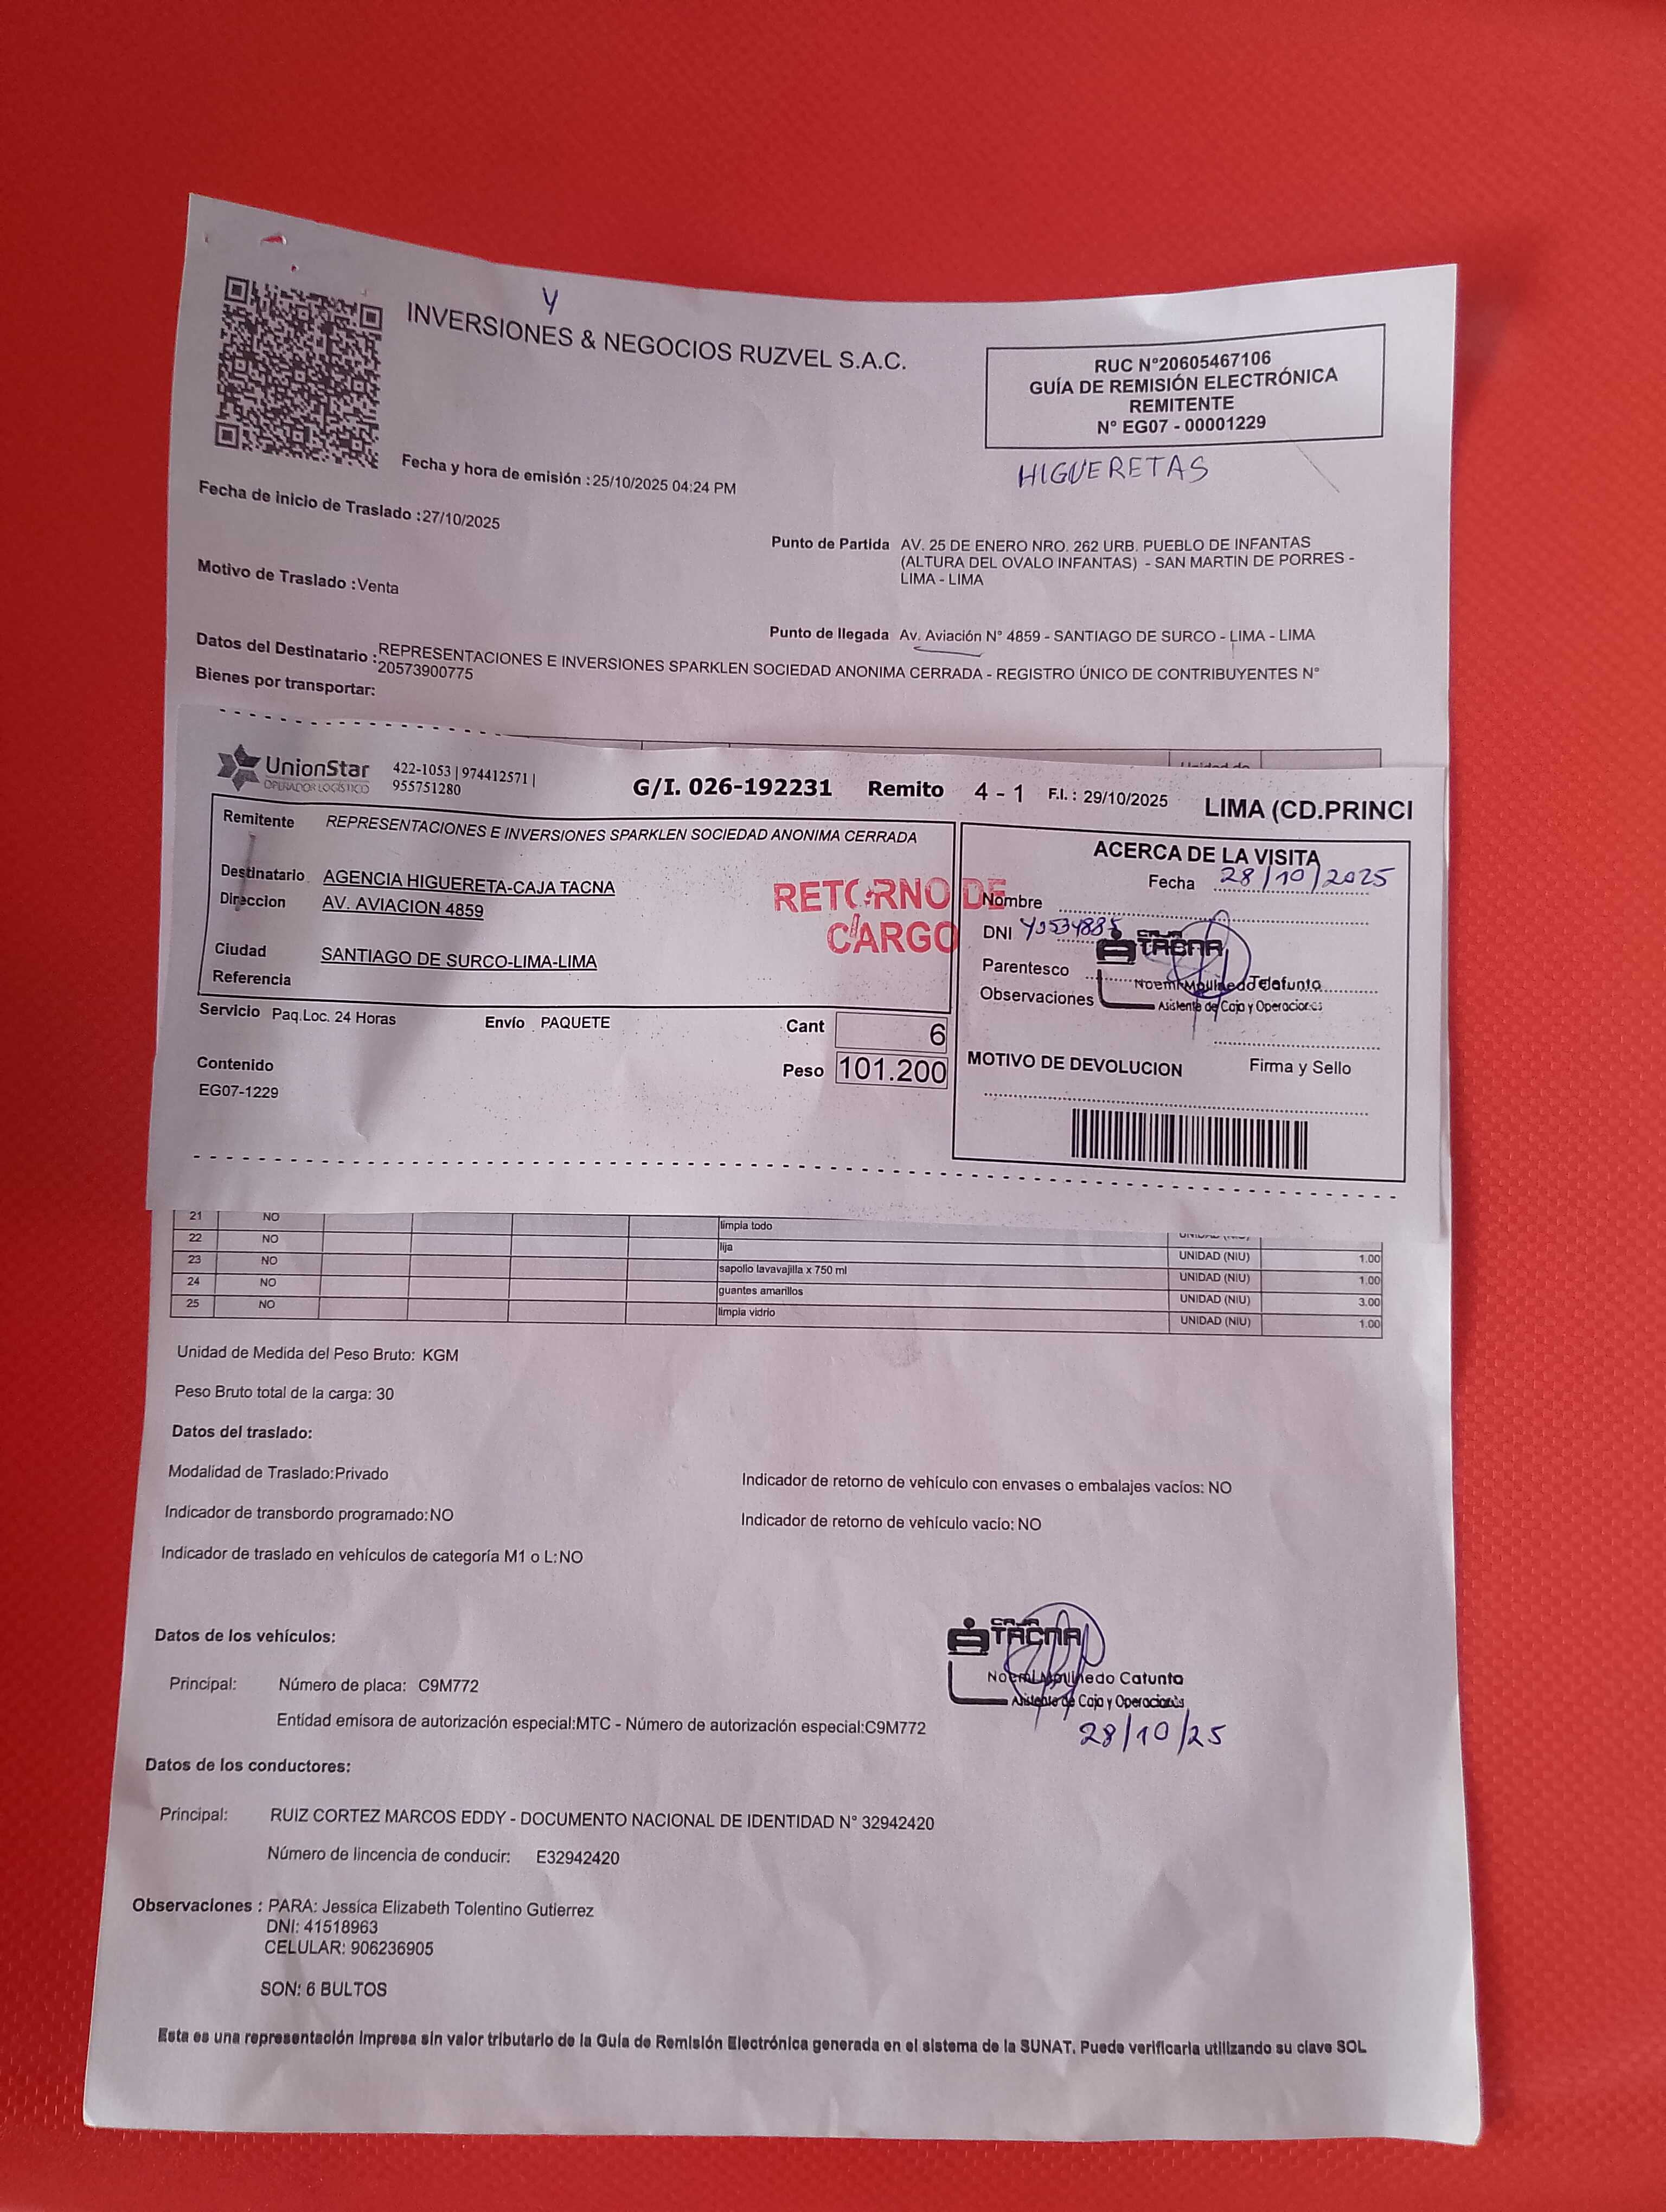 Y
INVERSIONES & NEGOCIOS RUZVEL S.A.C.
RUC N°20605467106
GUÍA DE REMISIÓN ELECTRÓNICA
REMITENTE
N° EG07 - 00001229
HIGUERETAS
Fecha y hora de emisión :25/10/2025 04:24 PM
Fecha de inicio de Traslado :27/10/2025
Punto de Partida AV. 25 DE ENERO NRO. 262 URB. PUEBLO DE INFANTAS
(ALTURA DEL OVALO INFANTAS) - SAN MARTIN DE PORRES -
LIMA - LIMA
Motivo de Traslado :Venta
Punto de llegada Av. Aviación N° 4859 - SANTIAGO DE SURCO - LIMA - LIMA
Datos del Destinatario :REPRESENTACIONES E INVERSIONES SPARKLEN SOCIEDAD ANONIMA CERRADA - REGISTRO ÚNICO DE CONTRIBUYENTES N°
20573900775
Bienes por transportar:
UnionStar
OPERADOR LOGÍSTICO
422-1053 | 974412571 |
955751280
G/I. 026-192231 Remito 4 - 1 F.I. : 29/10/2025 LIMA (CD.PRINCI
Remitente REPRESENTACIONES E INVERSIONES SPARKLEN SOCIEDAD ANONIMA CERRADA
Destinatario AGENCIA HIGUERETA-CAJA TACNA
Direccion AV. AVIACION 4859
Ciudad SANTIAGO DE SURCO-LIMA-LIMA
Referencia
RETORNO DE
CARGO
Servicio Paq.Loc. 24 Horas Envío PAQUETE Cant 6
Peso 101.200
Contenido
EG07-1229
ACERCA DE LA VISITA
Fecha 28/10/2025
Nombre
DNI
Parentesco
Observaciones
CAJA
TACNA
Asistente de Caja y Operaciones
MOTIVO DE DEVOLUCION Firma y Sello
21 NO limpia todo
22 NO lija UNIDAD (NIU) 1.00
23 NO sapolio lavavajilla x 750 ml UNIDAD (NIU) 1.00
24 NO guantes amarillos UNIDAD (NIU) 3.00
25 NO limpia vidrio UNIDAD (NIU) 1.00
Unidad de Medida del Peso Bruto: KGM
Peso Bruto total de la carga: 30
Datos del traslado:
Modalidad de Traslado:Privado
Indicador de retorno de vehículo con envases o embalajes vacíos: NO
Indicador de transbordo programado:NO
Indicador de retorno de vehículo vacío: NO
Indicador de traslado en vehículos de categoría M1 o L:NO
Datos de los vehículos:
Principal: Número de placa: C9M772
Entidad emisora de autorización especial:MTC - Número de autorización especial:C9M772
CAJA
TACNA
Noemi Moulinedo Catunta
Asistente de Caja y Operaciones
28/10/25
Datos de los conductores:
Principal: RUIZ CORTEZ MARCOS EDDY - DOCUMENTO NACIONAL DE IDENTIDAD N° 32942420
Número de lincencia de conducir: E32942420
Observaciones : PARA: Jessica Elizabeth Tolentino Gutierrez
DNI: 41518963
CELULAR: 906236905
SON: 6 BULTOS
Esta es una representación impresa sin valor tributario de la Guía de Remisión Electrónica generada en el sistema de la SUNAT. Puede verificarla utilizando su clave SOL